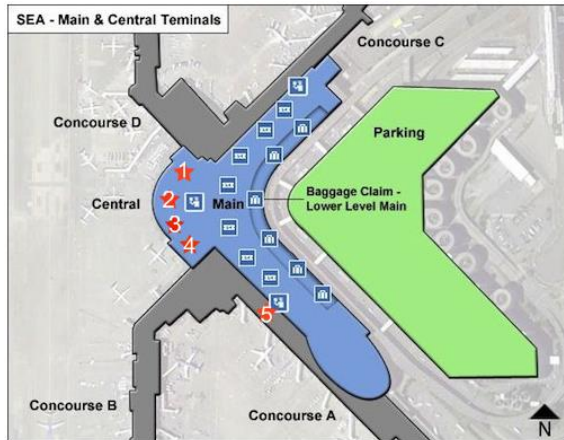 SEA - Main & Central Teminals
Concourse C
Concourse D
Parking
1
Central
2
Main
Baggage Claim -
Lower Level Main
3
4
5
Concourse B
Concourse A
N